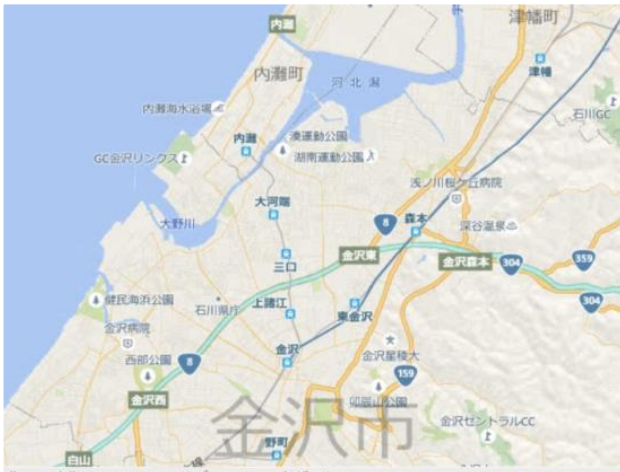 内灘
津幡町
内灘町
河北潟
津幡
内灘海水浴場
石川GC
内灘
湊運動公園
GC金沢リンクス
湖南運動公園
浅ノ川桜ケ丘病院
大河端
大野川
8
森本
深谷温泉
金沢東
359
三口
金沢森本
304
健民海浜公園
石川県庁
上諸江
東金沢
304
金沢病院
金沢
金沢星稜大
西部公園
8
159
金沢西
卯辰山公園
金沢市
金沢セントラルCC
野町
白山